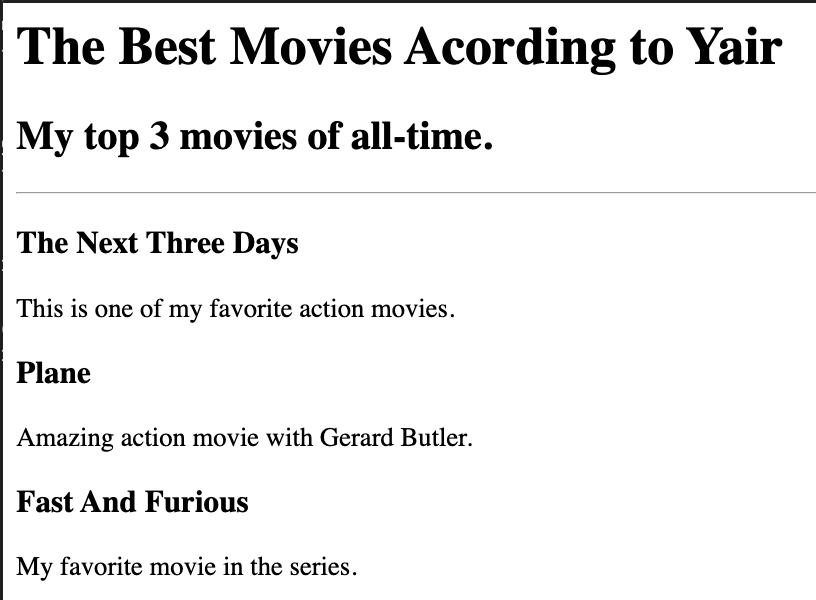 The Best Movies Acording to Yair
My top 3 movies of all-time.
The Next Three Days
This is one of my favorite action movies.
Plane
Amazing action movie with Gerard Butler.
Fast And Furious
My favorite movie in the series.